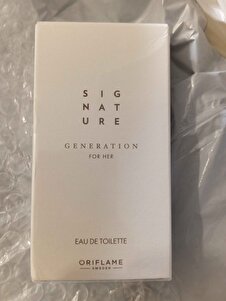 SIG
NAT
URE
GENERATION
FOR HER
EAU DE TOILETTE
ORIFLAME
SWEDEN